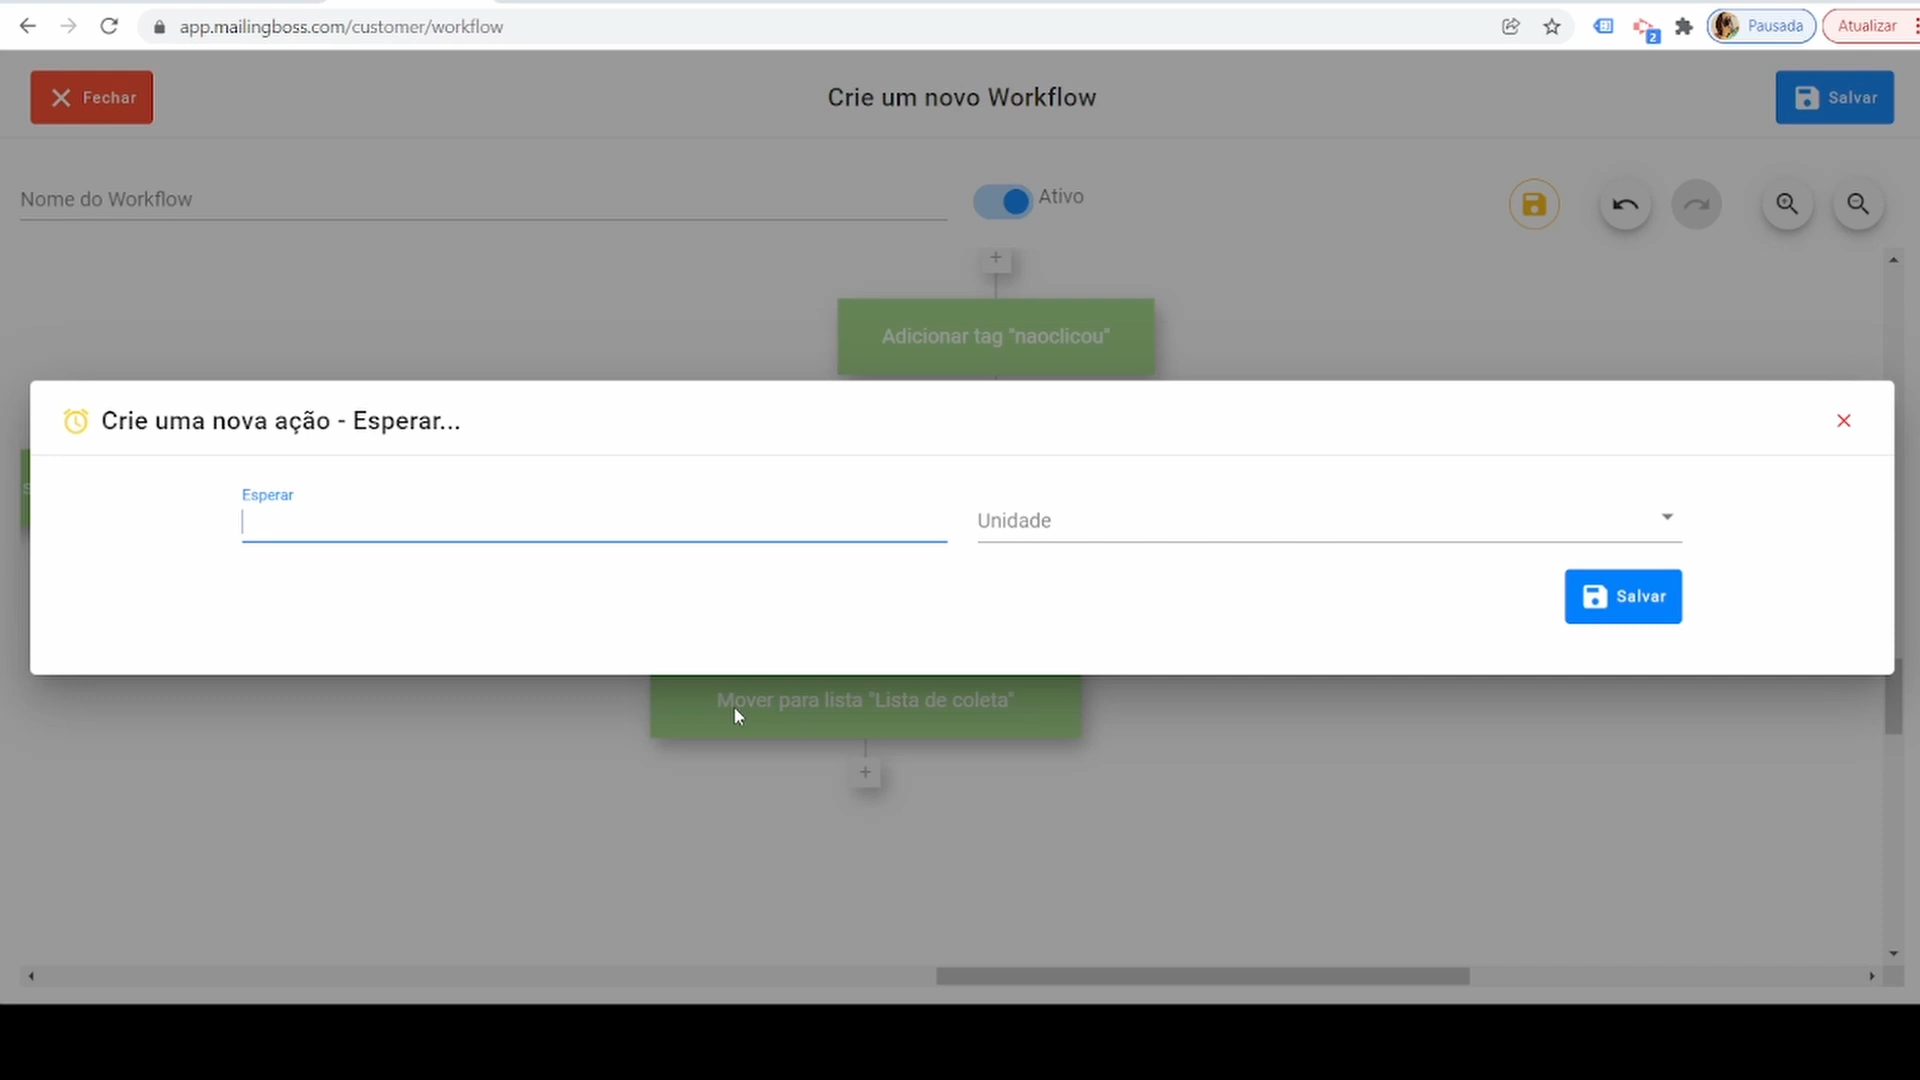 app.mailingboss.com/customer/workflow
2
Pausada
Atualizar
Fechar
Crie um novo Workflow
Salvar
Nome do Workflow
Ativo
+
Adicionar tag "naoclicou"
Crie uma nova ação - Esperar...
Esperar
Unidade
Salvar
Mover para lista "Lista de coleta"
+